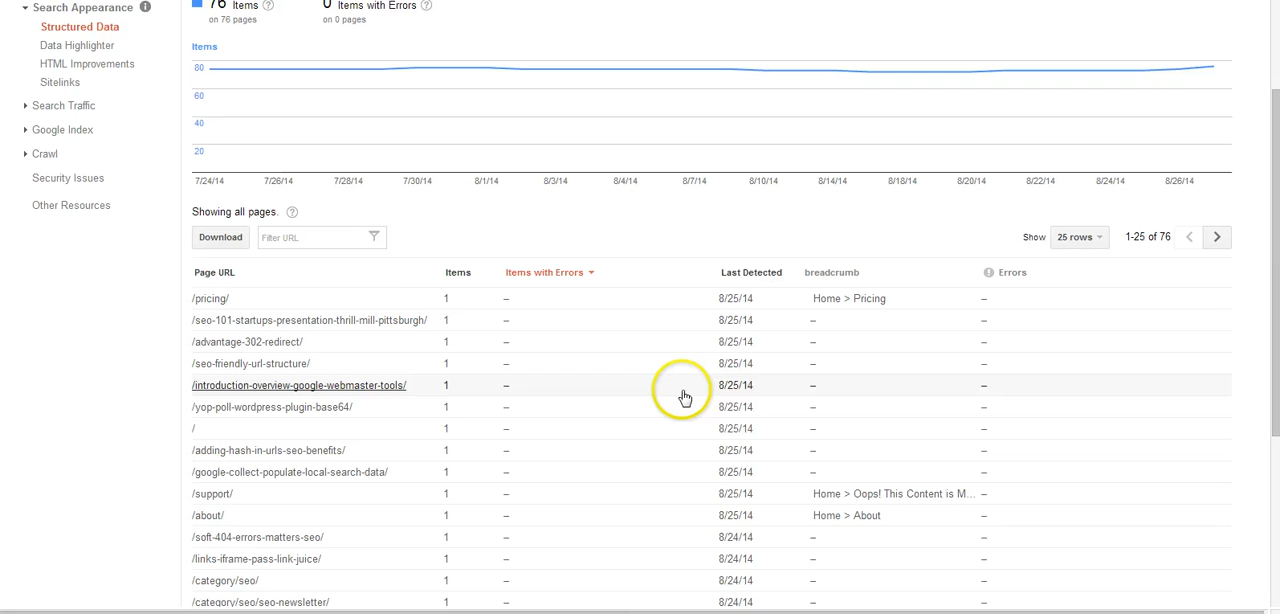 Search Appearance
Structured Data
Data Highlighter
HTML Improvements
Sitelinks
Search Traffic
Google Index
Crawl
Security Issues
Other Resources
76 Items
on 76 pages
0 Items with Errors
on 0 pages
Items
80
60
40
20
7/24/14 7/26/14 7/28/14 7/30/14 8/1/14 8/3/14 8/4/14 8/7/14 8/10/14 8/14/14 8/18/14 8/20/14 8/22/14 8/24/14 8/26/14
Showing all pages.
Download Filter URL Show 25 rows 1-25 of 76
Page URL Items Items with Errors Last Detected breadcrumb Errors
/pricing/ 1 – 8/25/14 Home > Pricing –
/seo-101-startups-presentation-thrill-mill-pittsburgh/ 1 – 8/25/14 – –
/advantage-302-redirect/ 1 – 8/25/14 – –
/seo-friendly-url-structure/ 1 – 8/25/14 – –
/introduction-overview-google-webmaster-tools/ 1 – 8/25/14 – –
/yop-poll-wordpress-plugin-base64/ 1 – 8/25/14 – –
/ 1 – 8/25/14 – –
/adding-hash-in-urls-seo-benefits/ 1 – 8/25/14 – –
/google-collect-populate-local-search-data/ 1 – 8/25/14 – –
/support/ 1 – 8/25/14 Home > Oops! This Content is M... –
/about/ 1 – 8/25/14 Home > About –
/soft-404-errors-matters-seo/ 1 – 8/24/14 – –
/links-iframe-pass-link-juice/ 1 – 8/24/14 – –
/category/seo/ 1 – 8/24/14 – –
/category/seo/seo-newsletter/ 1 – 8/24/14 – –